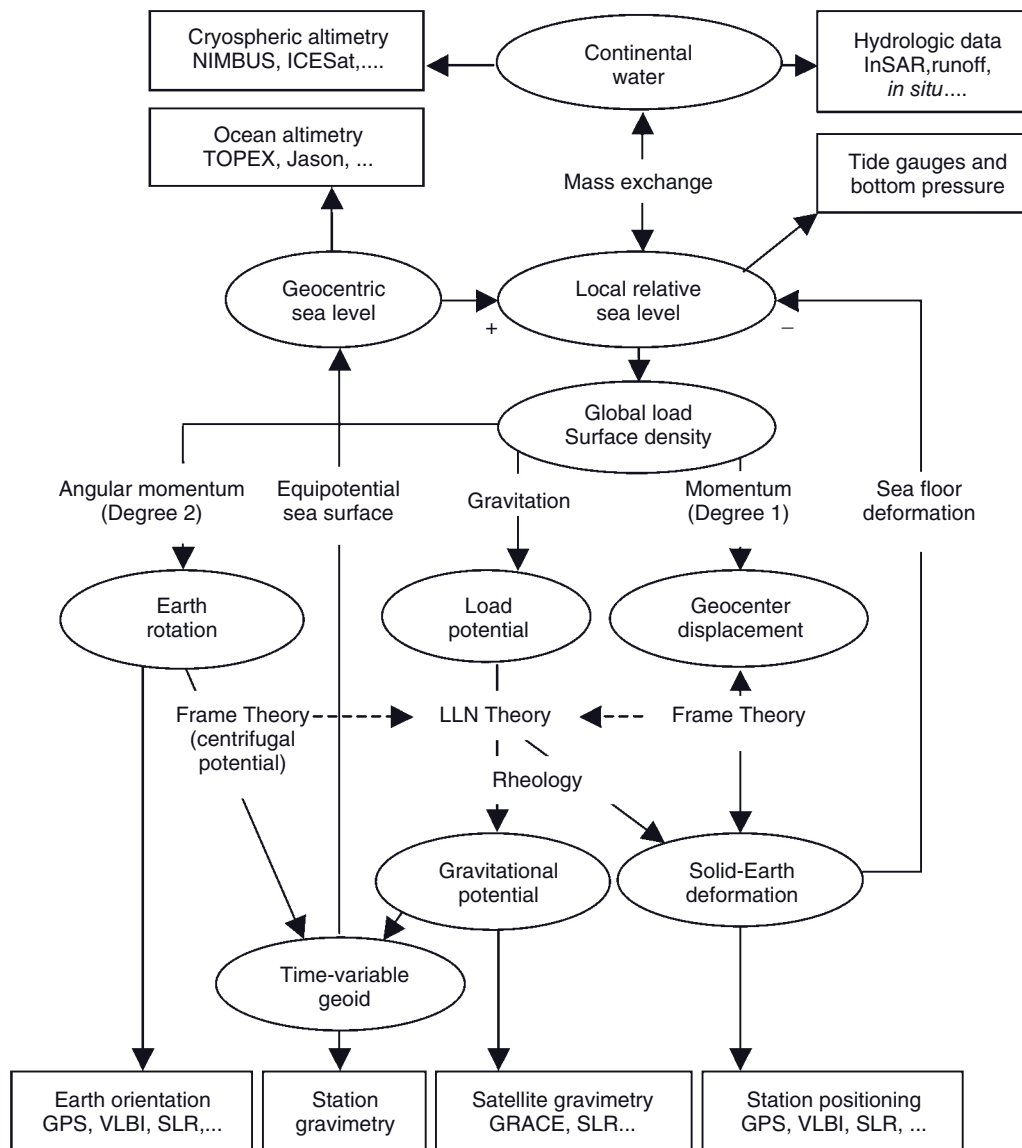 Cryospheric altimetry
NIMBUS, ICESat,....
Continental
water
Hydrologic data
InSAR,runoff,
in situ....
Ocean altimetry
TOPEX, Jason, ...
Tide gauges and
bottom pressure
Mass exchange
Geocentric
sea level
Local relative
sea level
+
−
Global load
Surface density
Angular momentum
(Degree 2)
Equipotential
sea surface
Gravitation
Momentum
(Degree 1)
Sea floor
deformation
Earth
rotation
Load
potential
Geocenter
displacement
Frame Theory
(centrifugal
potential)
LLN Theory
Frame Theory
Rheology
Gravitational
potential
Solid-Earth
deformation
Time-variable
geoid
Earth orientation
GPS, VLBI, SLR,...
Station
gravimetry
Satellite gravimetry
GRACE, SLR...
Station positioning
GPS, VLBI, SLR, ...